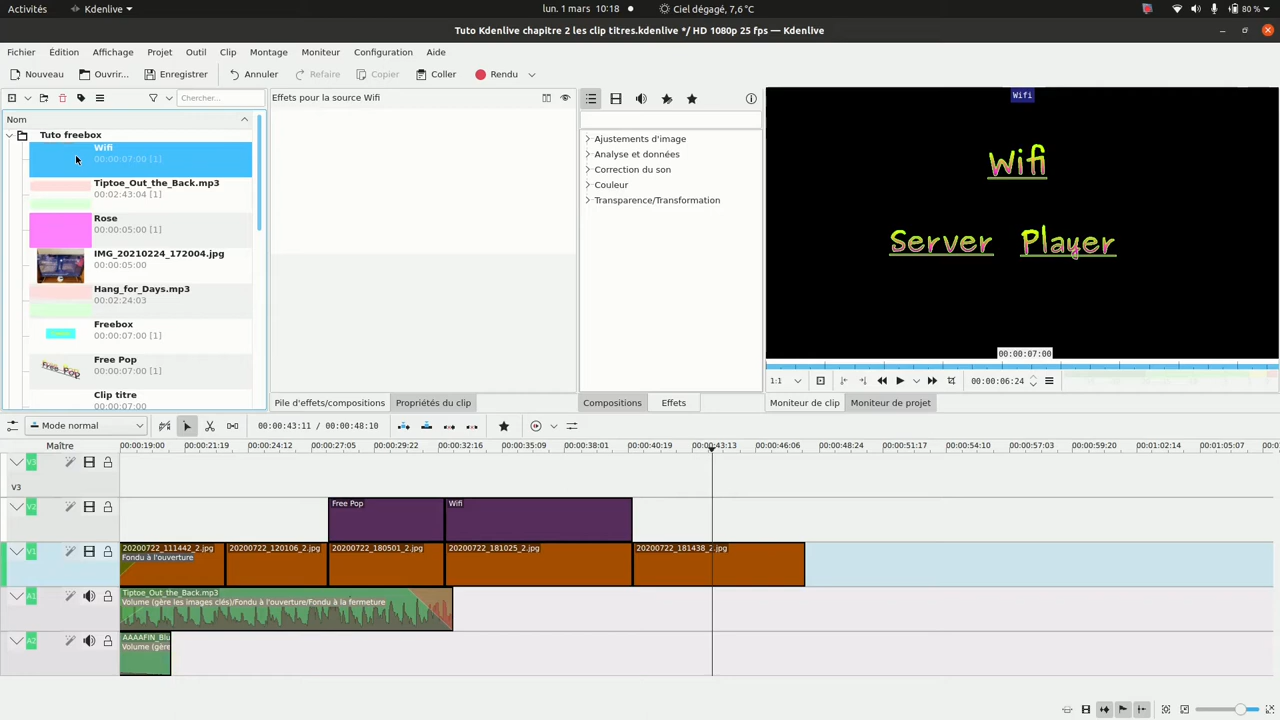 Activités
Kdenlive
lun. 1 mars 10:18
Ciel dégagé, 7,6°C
80 %
Tuto Kdenlive chapitre 2 les clip titres.kdenlive */ HD 1080p 25 fps — Kdenlive
Fichier Édition Affichage Projet Outil Clip Montage Moniteur Configuration Aide
Nouveau Ouvrir... Enregistrer Annuler Refaire Copier Coller Rendu
Chercher...
Effets pour la source Wifi
Nom
Tuto freebox
Wifi
00:00:07:00 [1]
Tiptoe_Out_the_Back.mp3
00:02:43:04 [1]
Rose
00:00:05:00 [1]
IMG_20210224_172004.jpg
00:00:05:00
Hang_for_Days.mp3
00:02:24:03
Freebox
00:00:07:00 [1]
Free Pop
00:00:07:00 [1]
Clip titre
00:00:07:00
Pile d'effets/compositions Propriétés du clip
Ajustements d'image
Analyse et données
Correction du son
Couleur
Transparence/Transformation
Compositions Effets
Wifi
Wifi
Server Player
00:00:07:00
1:1
00:00:06:24
Moniteur de clip Moniteur de projet
Mode normal
00:00:43:11 / 00:00:48:10
Maître
00:00:19:00 00:00:21:19 00:00:24:12 00:00:27:05 00:00:29:22 00:00:32:16 00:00:35:09 00:00:38:01 00:00:40:19 00:00:43:13 00:00:46:06 00:00:48:24 00:00:51:17 00:00:54:10 00:00:57:03 00:00:59:20 00:01:02:14 00:01:05:07
V3
V3
V2
Free Pop
Wifi
V1
20200722_111442_2.jpg
20200722_120106_2.jpg
20200722_180501_2.jpg
20200722_181025_2.jpg
20200722_181438_2.jpg
Fondu à l'ouverture
A1
Tiptoe_Out_the_Back.mp3
Volume (gère les images clés)/Fondu à l'ouverture/Fondu à la fermeture
A2
AAAAFIN_Blu
Volume (gère